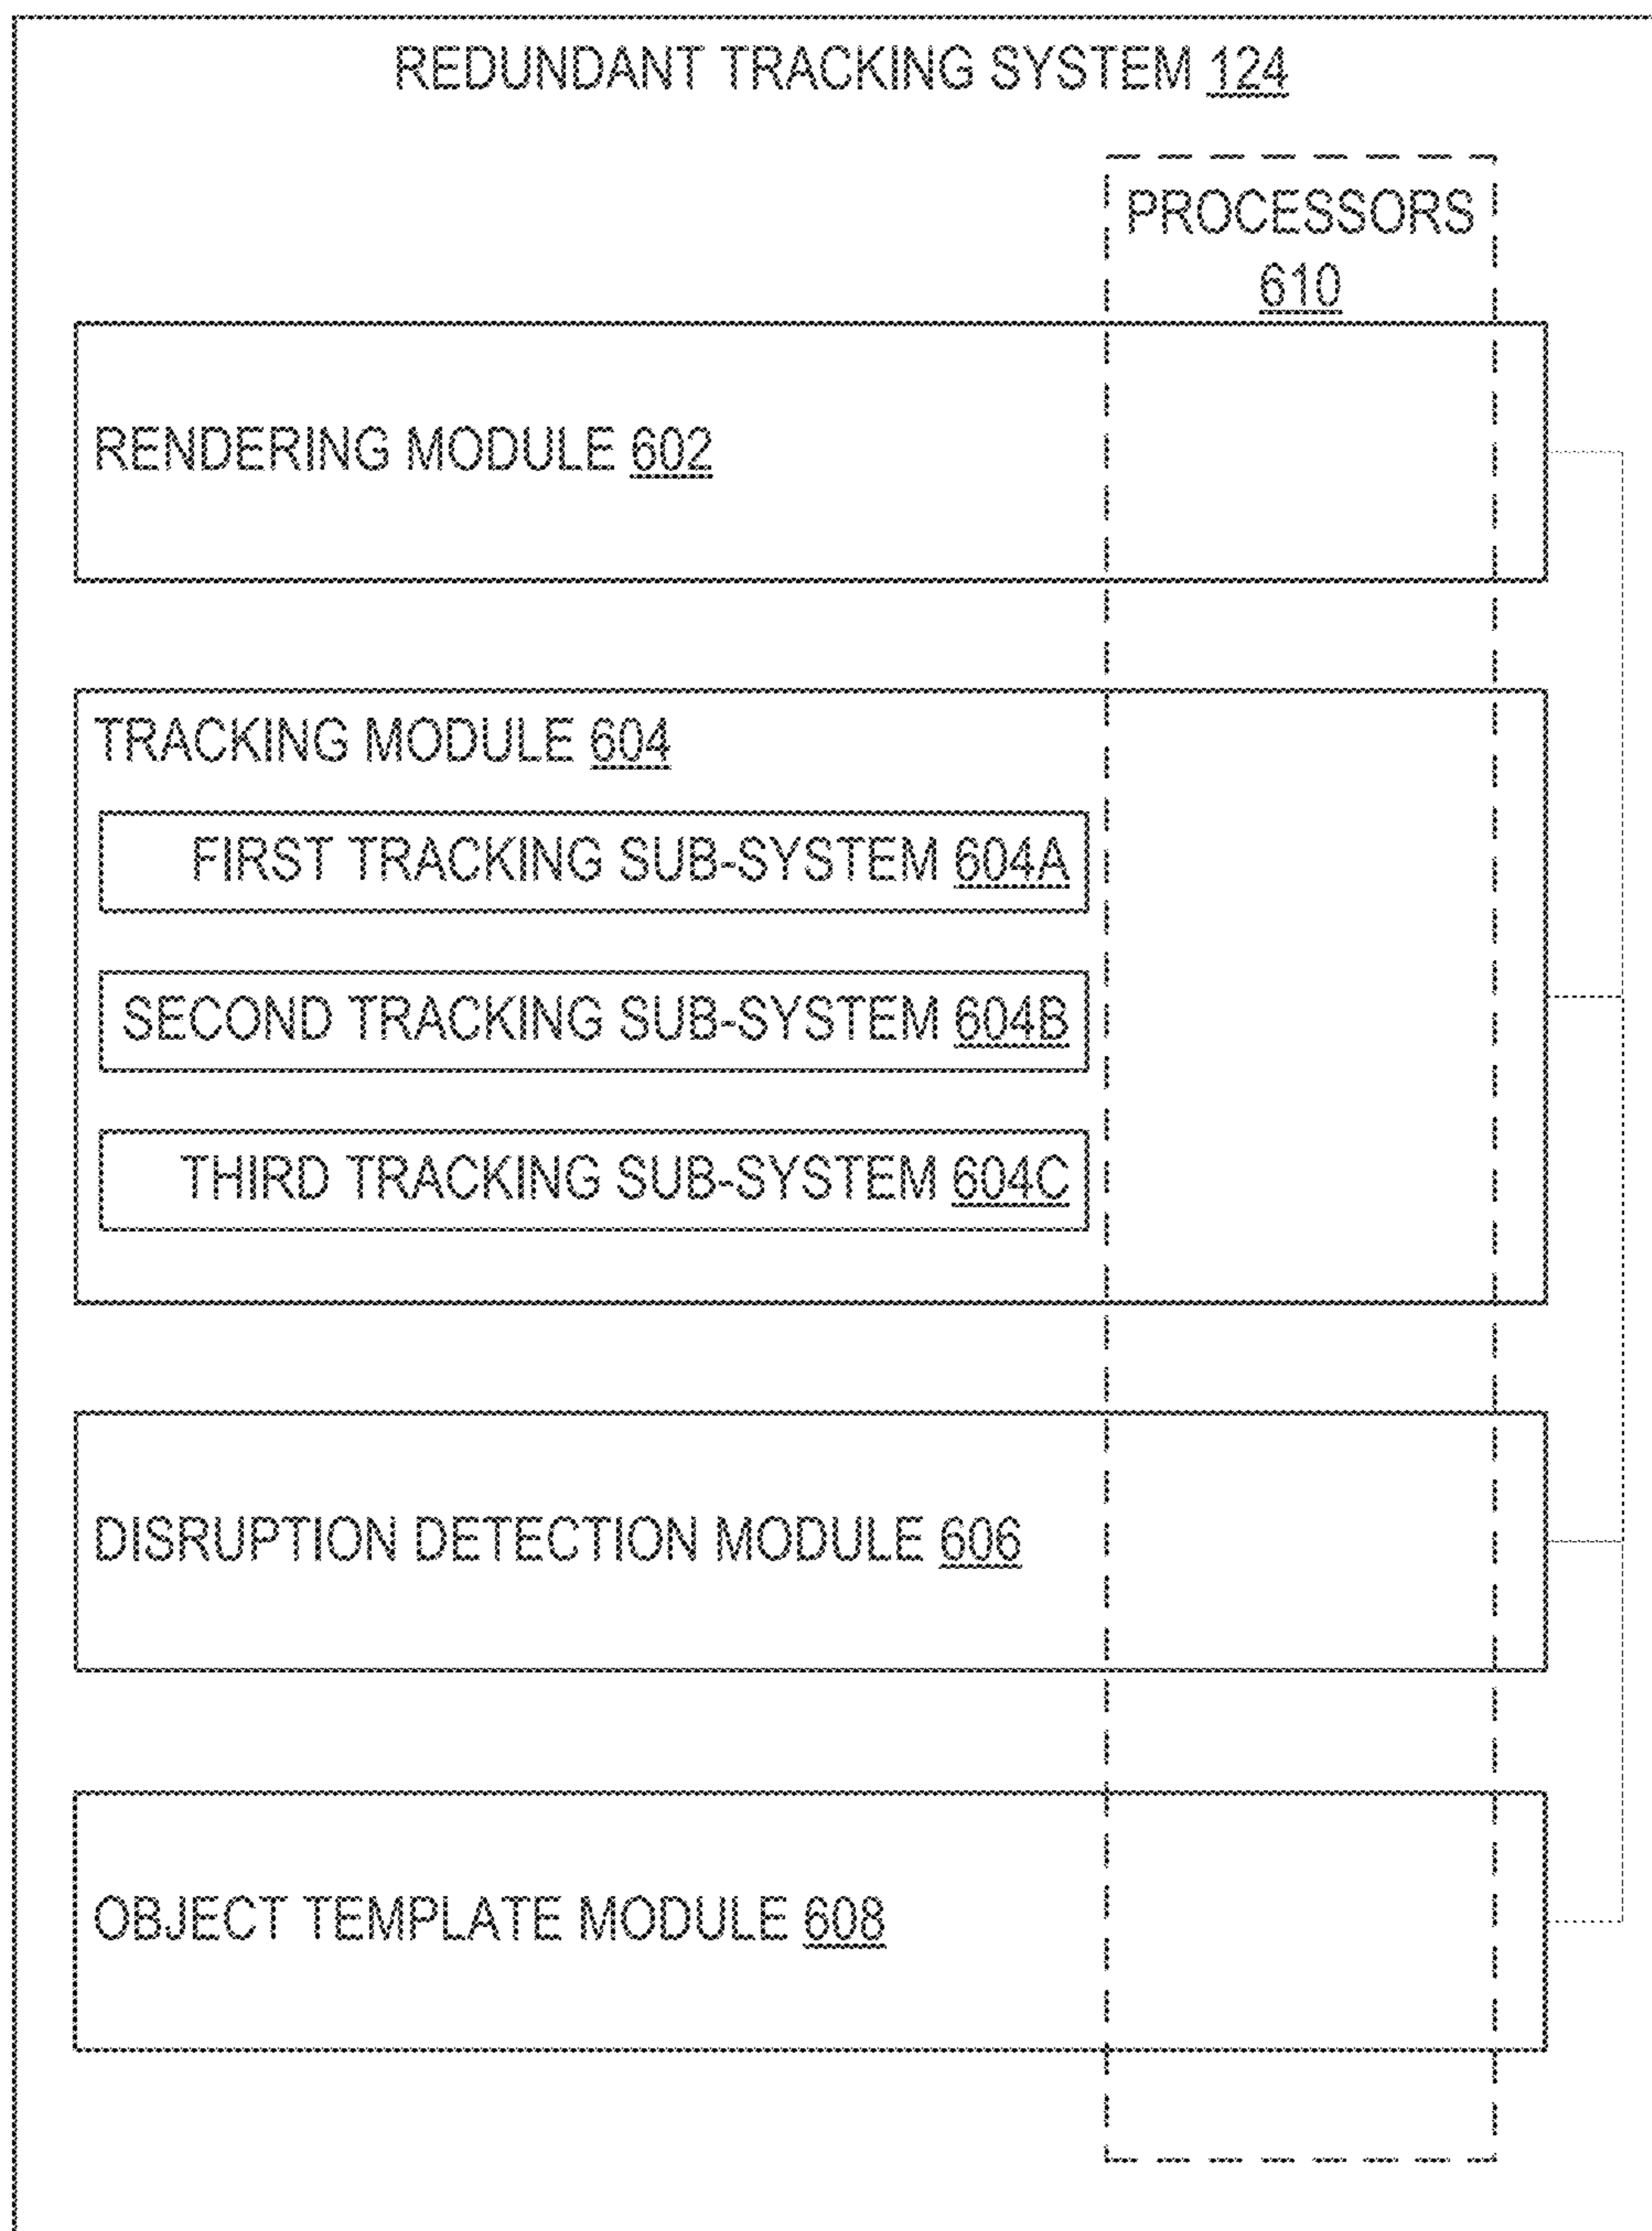 REDUNDANT TRACKING SYSTEM 124
PROCESSORS
610
RENDERING MODULE 602
TRACKING MODULE 604
FIRST TRACKING SUB-SYSTEM 604A
SECOND TRACKING SUB-SYSTEM 604B
THIRD TRACKING SUB-SYSTEM 604C
DISRUPTION DETECTION MODULE 606
OBJECT TEMPLATE MODULE 608